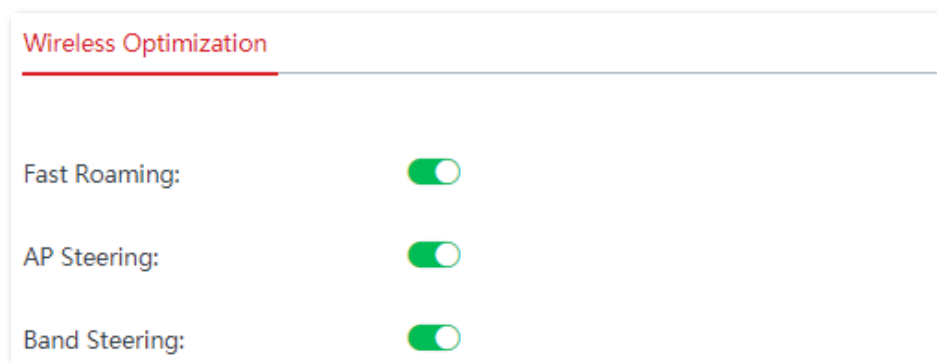 Wireless Optimization
Fast Roaming:
AP Steering:
Band Steering: